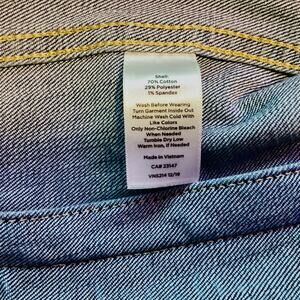 Shell:
70% Cotton
29% Polyester
1% Spandex
Wash Before Wearing
Turn Garment Inside Out
Machine Wash Cold With
Like Colors
Only Non-Chlorine Bleach
When Needed
Tumble Dry Low
Warm Iron, if Needed
Made in Vietnam
CA# 23147
VNS214 12/19